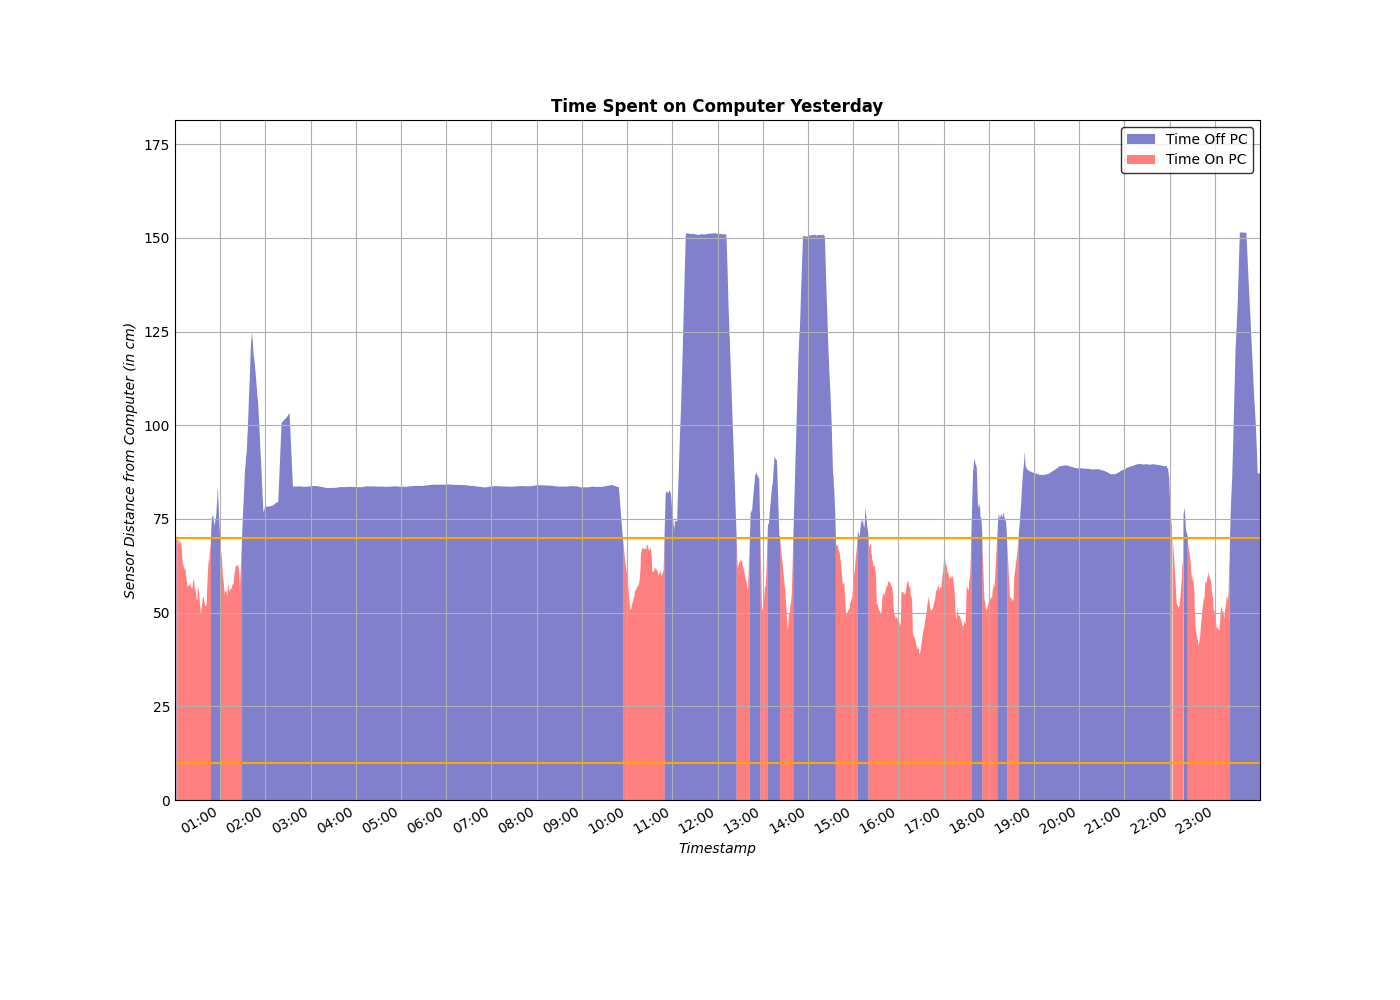 Time Spent on Computer Yesterday
Time Off PC
Time On PC
175
150
125
100
75
50
25
0
Sensor Distance from Computer (in cm)
01:00 02:00 03:00 04:00 05:00 06:00 07:00 08:00 09:00 10:00 11:00 12:00 13:00 14:00 15:00 16:00 17:00 18:00 19:00 20:00 21:00 22:00 23:00
Timestamp